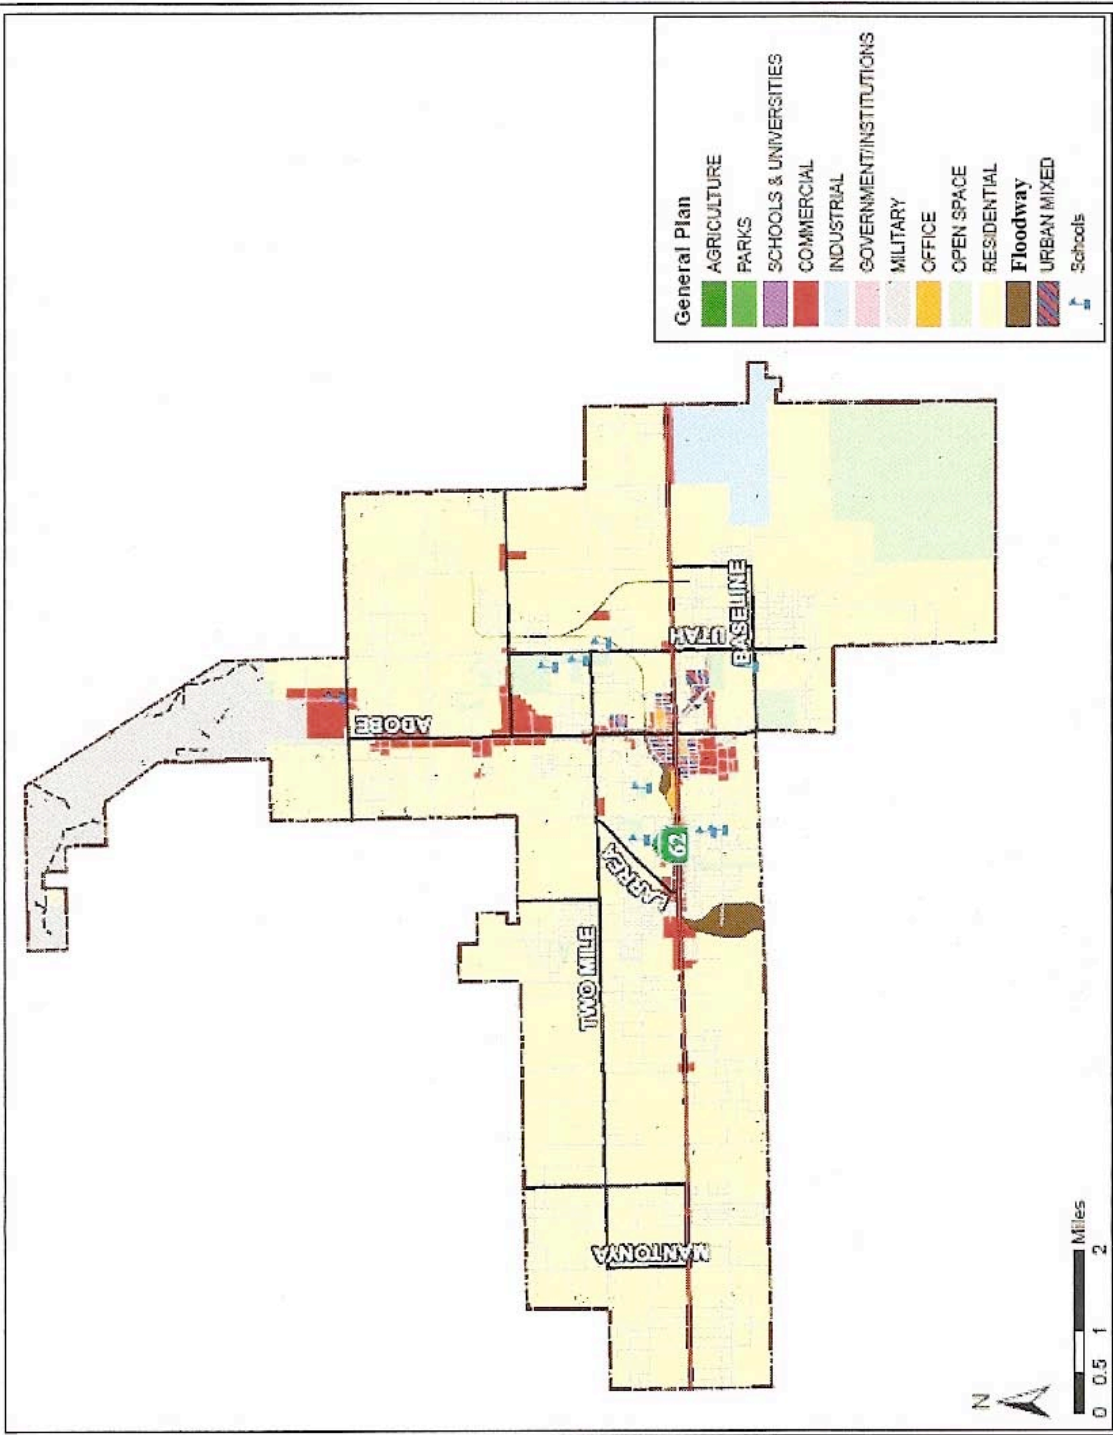 General Plan
AGRICULTURE
PARKS
SCHOOLS & UNIVERSITIES
COMMERCIAL
INDUSTRIAL
GOVERNMENT/INSTITUTIONS
MILITARY
OFFICE
OPEN SPACE
RESIDENTIAL
Floodway
URBAN MIXED
Schools
ADOBE
UTAH
BASELINE
62
TWO MILE
MANTONYA
N
0 0.5 1 2
Miles